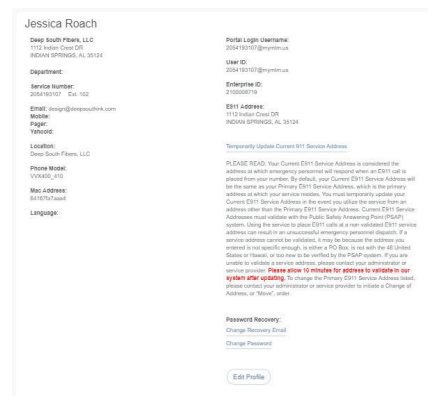 Jessica Roach
Deep South Fibers, LLC
1112 Indian Crest DR
INDIAN SPRINGS, AL 35124
Department:
Service Number:
2054193107 Ext. 102
Email: design@deepsouthink.com
Mobile:
Pager:
YahooId:
Location:
Deep South Fibers, LLC
Phone Model:
VVX400_410
Mac Address:
64167fa7aaa4
Language:
Portal Login Username:
2054193107@mymtm.us
User ID:
2054193107@mymtm.us
Enterprise ID:
2100009719
E911 Address:
1112 Indian Crest DR
INDIAN SPRINGS, AL 35124
Temporarily Update Current 911 Service Address
PLEASE READ: Your Current E911 Service Address is considered the
address at which emergency personnel will respond when an E911 call is
placed from your number. By default, your Current E911 Service Address will
be the same as your Primary E911 Service Address, which is the primary
address at which your service resides. You must temporarily update your
Current E911 Service Address in the event you utilize the service from an
address other than the Primary E911 Service Address. Current E911 Service
Addresses must validate with the Public Safety Answering Point (PSAP)
system. Using the service to place E911 calls at a non-validated E911 service
address can result in an unsuccessful emergency personnel dispatch. If a
service address cannot be validated, it may be because the address you
entered is not specific enough, is either a PO Box, is not with the 48 United
States or Hawaii, or too new to be verified by the PSAP system. If you are
unable to validate a service address, please contact your administrator or
service provider. Please allow 10 minutes for address to validate in our
system after updating. To change the Primary E911 Service Address listed,
please contact your administrator or service provider to initiate a Change of
Address, or "Move", order.
Password Recovery:
Change Recovery Email
Change Password
Edit Profile